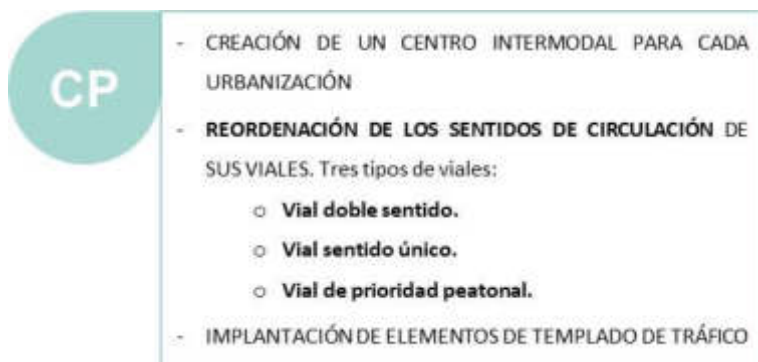 CP
- CREACIÓN DE UN CENTRO INTERMODAL PARA CADA
URBANIZACIÓN
- REORDENACIÓN DE LOS SENTIDOS DE CIRCULACIÓN DE
SUS VIALES. Tres tipos de viales:
o Vial doble sentido.
o Vial sentido único.
o Vial de prioridad peatonal.
- IMPLANTACIÓN DE ELEMENTOS DE TEMPLADO DE TRÁFICO